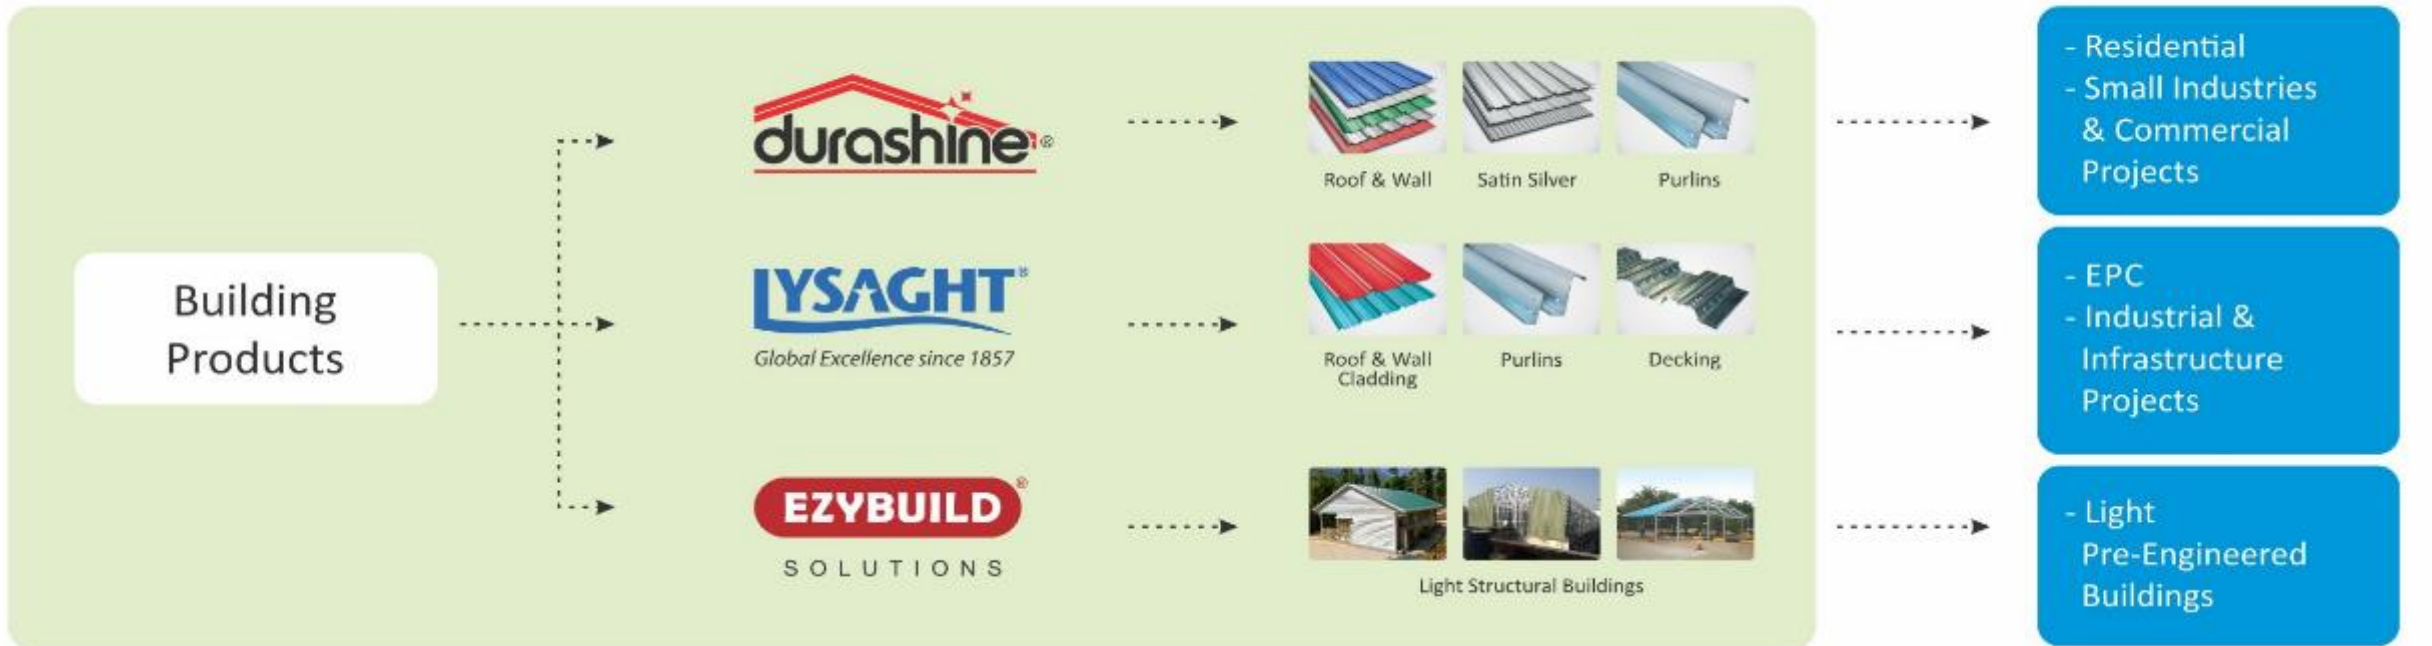 Building
Products
durashine®
Roof & Wall
Satin Silver
Purlins
- Residential
- Small Industries
& Commercial
Projects
LYSAGHT®
Global Excellence since 1857
Roof & Wall
Cladding
Purlins
Decking
- EPC
- Industrial &
Infrastructure
Projects
EZYBUILD®
SOLUTIONS
Light Structural Buildings
- Light
Pre-Engineered
Buildings